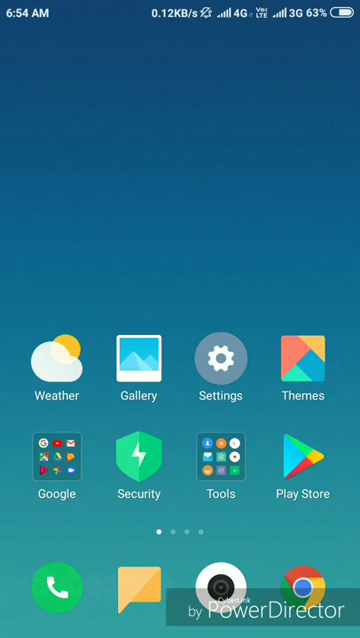 6:54 AM 0.12KB/s 4G Vo LTE 3G 63%
Weather Gallery Settings Themes
Google Security Tools Play Store
CyberLink
by PowerDirector